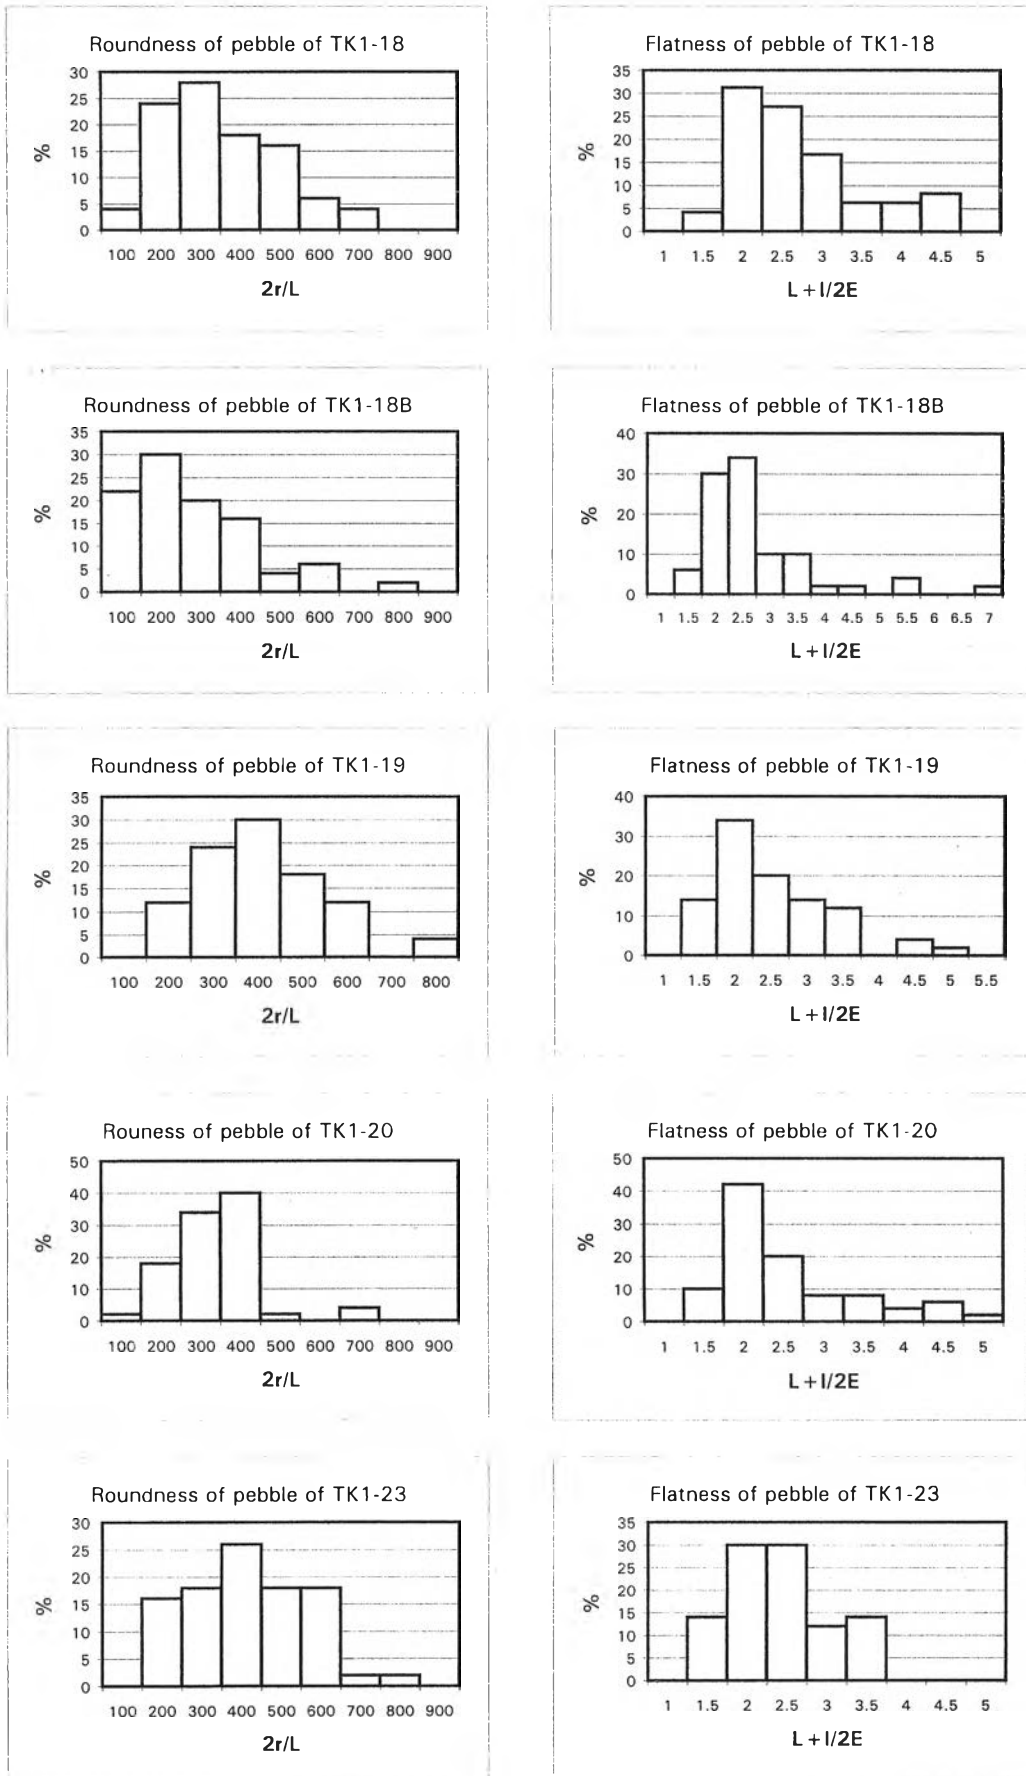 Roundness of pebble of TK1-18
30
25
20
15
10
5
0
%
100 200 300 400 500 600 700 800 900
2r/L
Flatness of pebble of TK1-18
35
30
25
20
15
10
5
0
%
1 1.5 2 2.5 3 3.5 4 4.5 5
L+l/2E
Roundness of pebble of TK1-18B
35
30
25
20
15
10
5
0
%
100 200 300 400 500 600 700 800 900
2r/L
Flatness of pebble of TK1-18B
40
30
20
10
0
%
1 1.5 2 2.5 3 3.5 4 4.5 5 5.5 6 6.5 7
L+l/2E
Roundness of pebble of TK1-19
35
30
25
20
15
10
5
0
%
100 200 300 400 500 600 700 800
2r/L
Flatness of pebble of TK1-19
40
30
20
10
0
%
1 1.5 2 2.5 3 3.5 4 4.5 5 5.5
L+l/2E
Rouness of pebble of TK1-20
50
40
30
20
10
0
%
100 200 300 400 500 600 700 800 900
2r/L
Flatness of pebble of TK1-20
50
40
30
20
10
0
%
1 1.5 2 2.5 3 3.5 4 4.5 5
L+l/2E
Roundness of pebble of TK1-23
30
25
20
15
10
5
0
%
100 200 300 400 500 600 700 800 900
2r/L
Flatness of pebble of TK1-23
35
30
25
20
15
10
5
0
%
1 1.5 2 2.5 3 3.5 4 4.5 5
L+l/2E